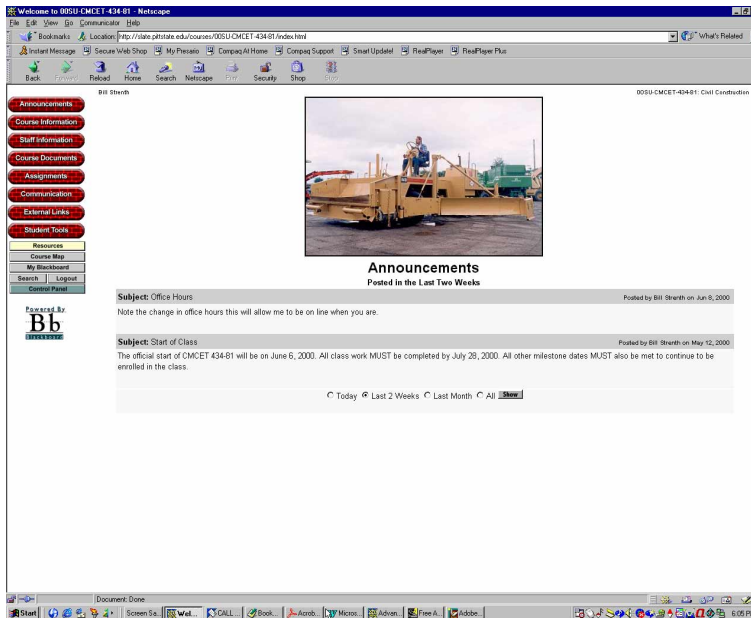 Welcome to 00SU-CMCET-434-81 - Netscape
File Edit View Go Communicator Help
Bookmarks Location: http://slate.pittstate.edu/courses/00SU-CMCET-434-81/index.html What's Related
Instant Message Secure Web Shop My Presario Compaq At Home Compaq Support Smart Update! RealPlayer RealPlayer Plus
Back Forward Reload Home Search Netscape Print Security Shop Stop
Bill Strenth 00SU-CMCET-434-81: Civil Construction
Announcements
Course Information
Staff Information
Course Documents
Assignments
Communication
External Links
Student Tools
Resources
Course Map
My Blackboard
Search Logout
Control Panel
Powered By
Bb
Blackboard
Announcements
Posted in the Last Two Weeks
Subject: Office Hours Posted by Bill Strenth on Jun 8, 2000
Note the change in office hours this will allow me to be on line when you are.
Subject: Start of Class Posted by Bill Strenth on May 12, 2000
The official start of CMCET 434-81 will be on June 6, 2000. All class work MUST be completed by July 28, 2000. All other milestone dates MUST also be met to continue to
be enrolled in the class.
Today Last 2 Weeks Last Month All Show
Document: Done
Start Screen Sa... Wel... CALL ... Book... Acrob... Micros... Advan... Free A... Adobe... 6:05 P